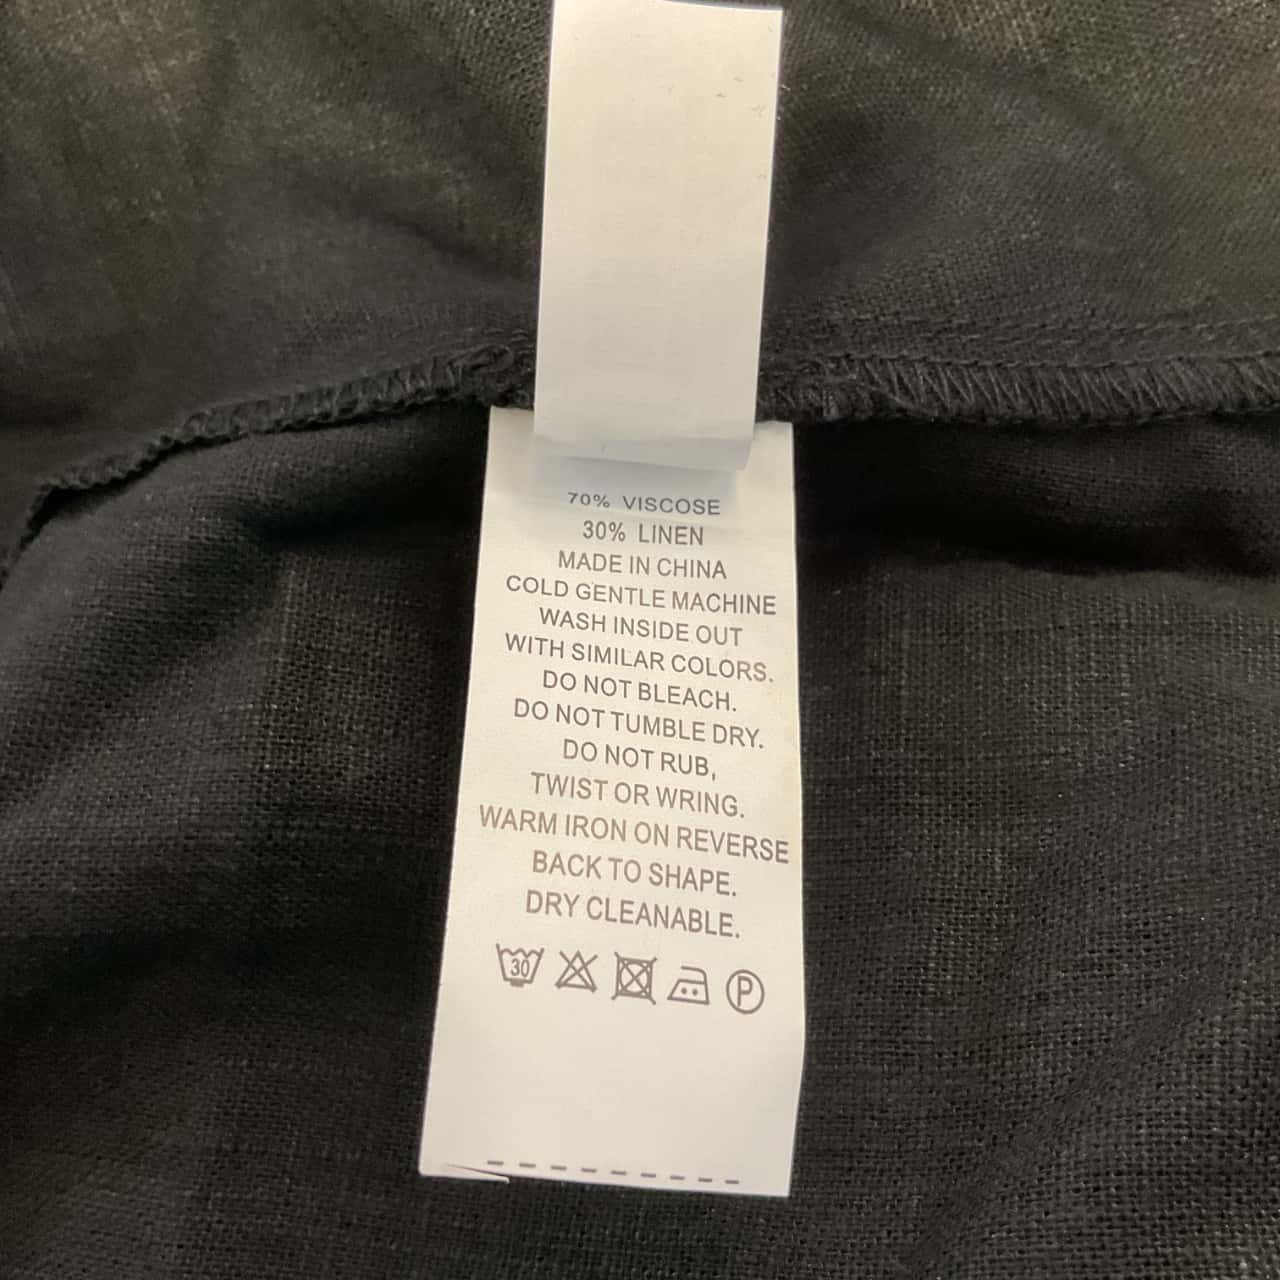 70% VISCOSE
30% LINEN
MADE IN CHINA
COLD GENTLE MACHINE
WASH INSIDE OUT
WITH SIMILAR COLORS.
DO NOT BLEACH.
DO NOT TUMBLE DRY.
DO NOT RUB,
TWIST OR WRING.
WARM IRON ON REVERSE
BACK TO SHAPE.
DRY CLEANABLE.
30 P